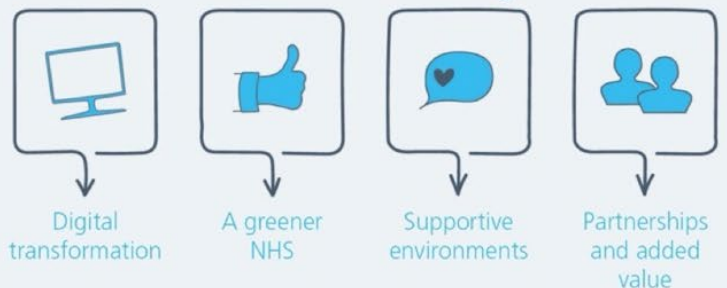 Digital
transformation
A greener
NHS
Supportive
environments
Partnerships
and added
value